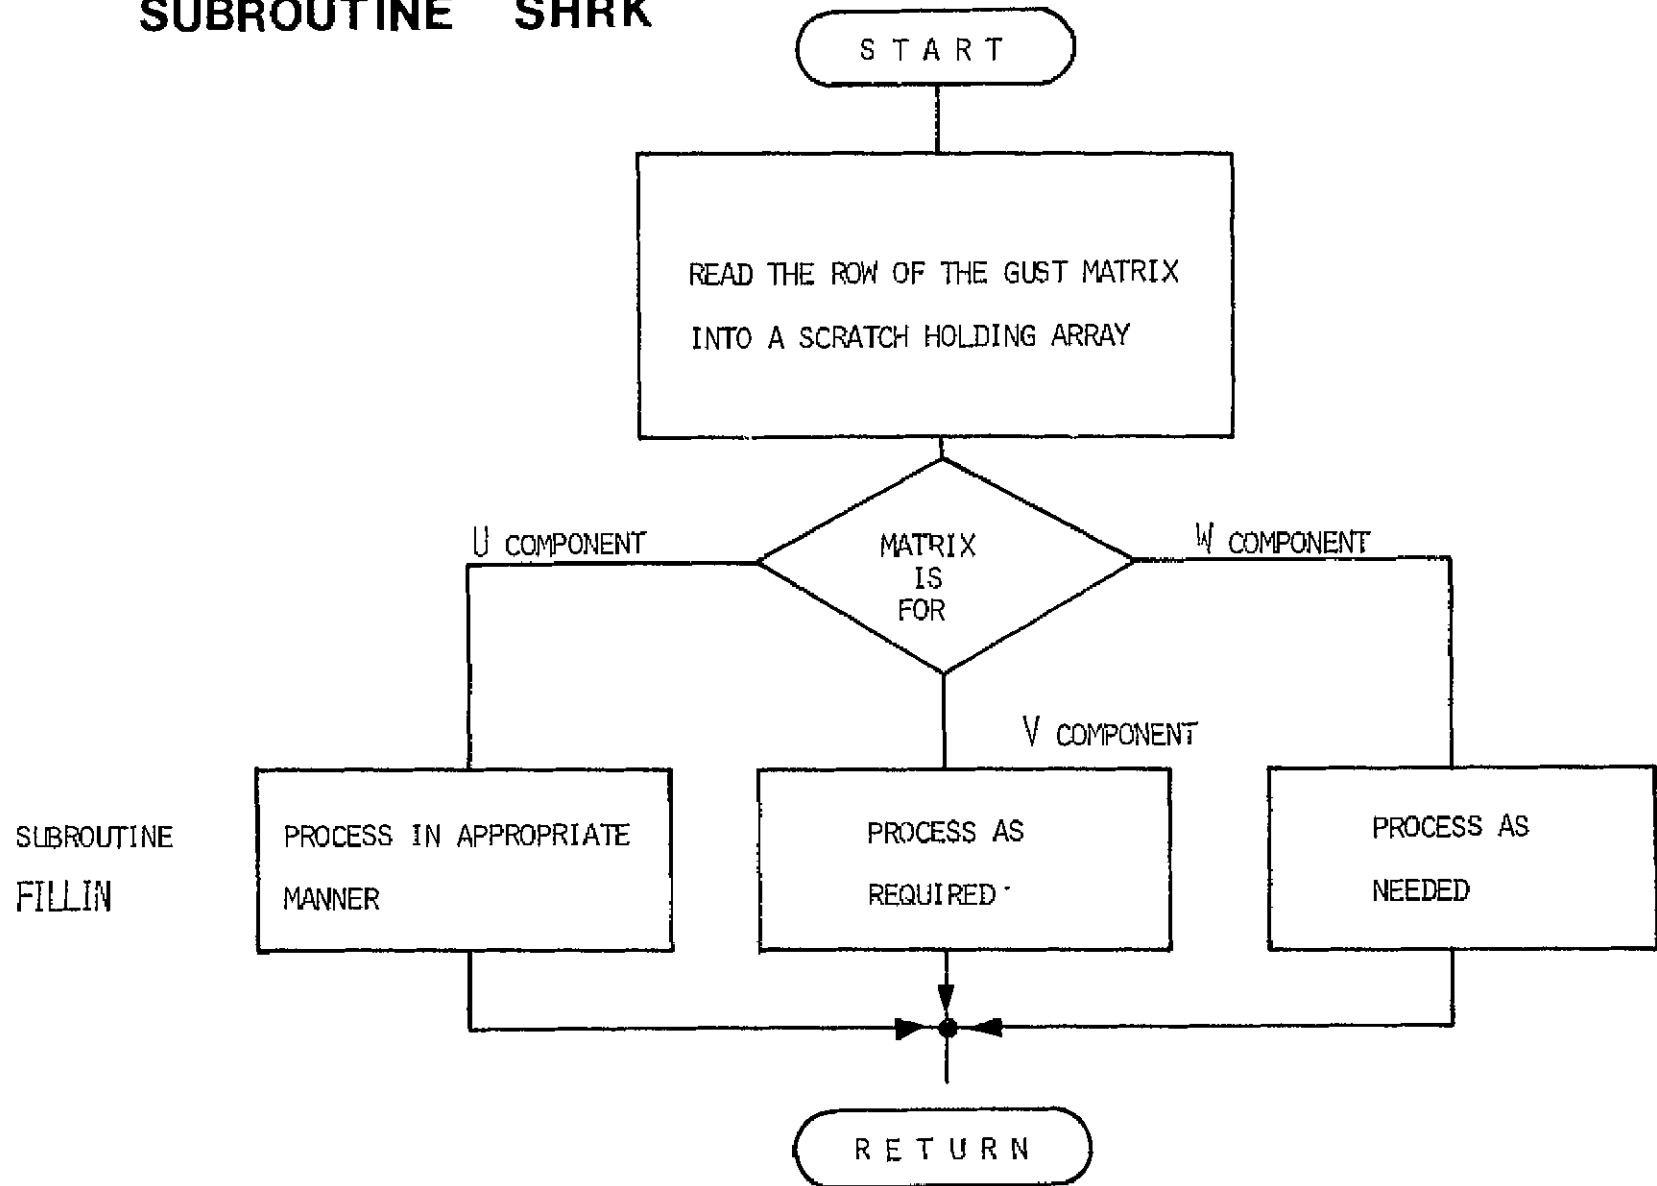 SUBROUTINE SHRK
START
READ THE ROW OF THE GUST MATRIX
INTO A SCRATCH HOLDING ARRAY
U COMPONENT
MATRIX
IS
FOR
W COMPONENT
V COMPONENT
SUBROUTINE
FILLIN
PROCESS IN APPROPRIATE
MANNER
PROCESS AS
REQUIRED
PROCESS AS
NEEDED
RETURN